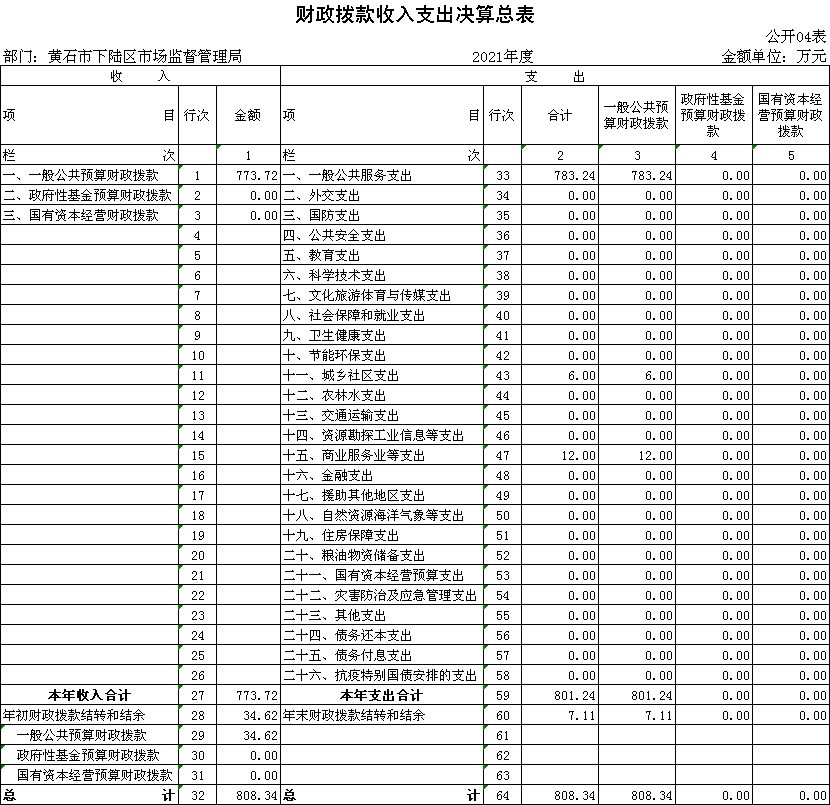 财政拨款收入支出决算总表
公开04表
部门：黄石市下陆区市场监督管理局 2021年度 金额单位：万元
收 入 支 出
项 目 行次 金额 项 目 行次 合计 一般公共预算财政拨款 政府性基金预算财政拨款 国有资本经营预算财政拨款
栏 次 1 栏 次 2 3 4 5
一、一般公共预算财政拨款 1 773.72 一、一般公共服务支出 33 783.24 783.24 0.00 0.00
二、政府性基金预算财政拨款 2 0.00 二、外交支出 34 0.00 0.00 0.00 0.00
三、国有资本经营财政拨款 3 0.00 三、国防支出 35 0.00 0.00 0.00 0.00
4 四、公共安全支出 36 0.00 0.00 0.00 0.00
5 五、教育支出 37 0.00 0.00 0.00 0.00
6 六、科学技术支出 38 0.00 0.00 0.00 0.00
7 七、文化旅游体育与传媒支出 39 0.00 0.00 0.00 0.00
8 八、社会保障和就业支出 40 0.00 0.00 0.00 0.00
9 九、卫生健康支出 41 0.00 0.00 0.00 0.00
10 十、节能环保支出 42 0.00 0.00 0.00 0.00
11 十一、城乡社区支出 43 6.00 6.00 0.00 0.00
12 十二、农林水支出 44 0.00 0.00 0.00 0.00
13 十三、交通运输支出 45 0.00 0.00 0.00 0.00
14 十四、资源勘探工业信息等支出 46 0.00 0.00 0.00 0.00
15 十五、商业服务业等支出 47 12.00 12.00 0.00 0.00
16 十六、金融支出 48 0.00 0.00 0.00 0.00
17 十七、援助其他地区支出 49 0.00 0.00 0.00 0.00
18 十八、自然资源海洋气象等支出 50 0.00 0.00 0.00 0.00
19 十九、住房保障支出 51 0.00 0.00 0.00 0.00
20 二十、粮油物资储备支出 52 0.00 0.00 0.00 0.00
21 二十一、国有资本经营预算支出 53 0.00 0.00 0.00 0.00
22 二十二、灾害防治及应急管理支出 54 0.00 0.00 0.00 0.00
23 二十三、其他支出 55 0.00 0.00 0.00 0.00
24 二十四、债务还本支出 56 0.00 0.00 0.00 0.00
25 二十五、债务付息支出 57 0.00 0.00 0.00 0.00
26 二十六、抗疫特别国债安排的支出 58 0.00 0.00 0.00 0.00
本年收入合计 27 773.72 本年支出合计 59 801.24 801.24 0.00 0.00
年初财政拨款结转和结余 28 34.62 年末财政拨款结转和结余 60 7.11 7.11 0.00 0.00
一般公共预算财政拨款 29 34.62 61
政府性基金预算财政拨款 30 0.00 62
国有资本经营预算财政拨款 31 0.00 63
总 计 32 808.34 总 计 64 808.34 808.34 0.00 0.00